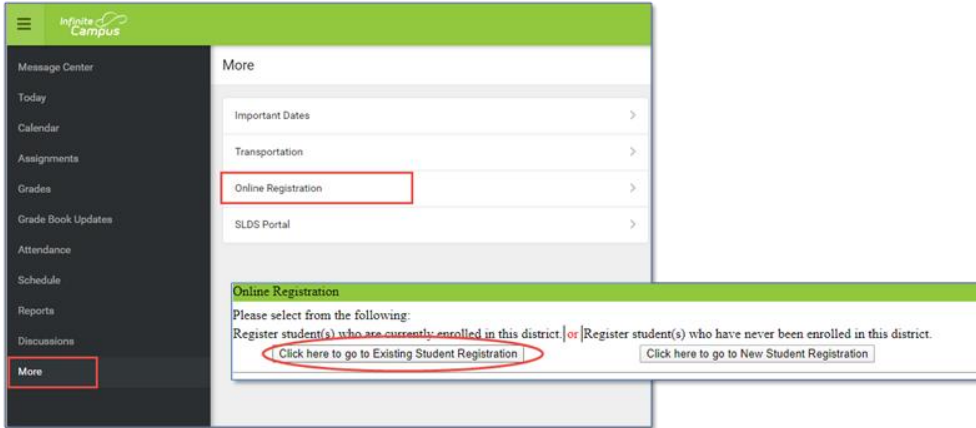 Infinite
Campus
Message Center
Today
Calendar
Assignments
Grades
Grade Book Updates
Attendance
Schedule
Reports
Discussions
More
More
Important Dates
Transportation
Online Registration
SLDS Portal
Online Registration
Please select from the following:
Register student(s) who are currently enrolled in this district. or Register student(s) who have never been enrolled in this district.
Click here to go to Existing Student Registration Click here to go to New Student Registration